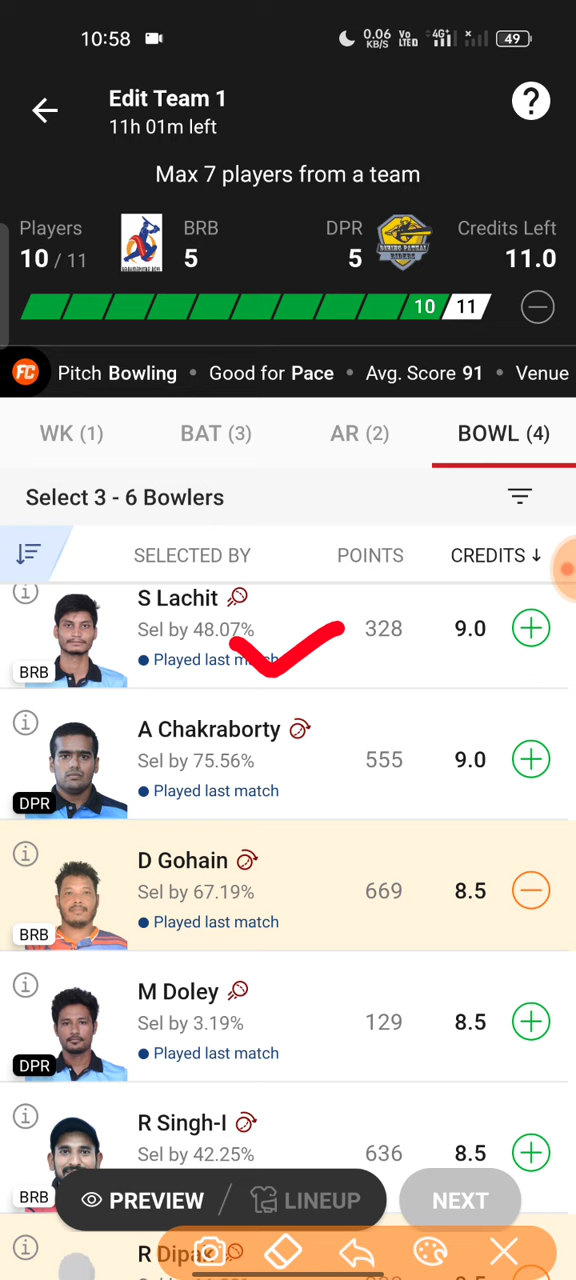 10:58
0.06 KB/S
Vo LTED
4G+
49
Edit Team 1
11h 01m left
?
Max 7 players from a team
Players
BRB
DPR
Credits Left
10 / 11
5
5
11.0
10
11
FC
Pitch Bowling • Good for Pace • Avg. Score 91 • Venue
WK (1)
BAT (3)
AR (2)
BOWL (4)
Select 3 - 6 Bowlers
SELECTED BY
POINTS
CREDITS ↓
S Lachit
Sel by 48.07%
328
9.0
Played last match
BRB
A Chakraborty
Sel by 75.56%
555
9.0
Played last match
DPR
D Gohain
Sel by 67.19%
669
8.5
Played last match
BRB
M Doley
Sel by 3.19%
129
8.5
Played last match
DPR
R Singh-I
Sel by 42.25%
636
8.5
BRB
PREVIEW
LINEUP
NEXT
R Dipak